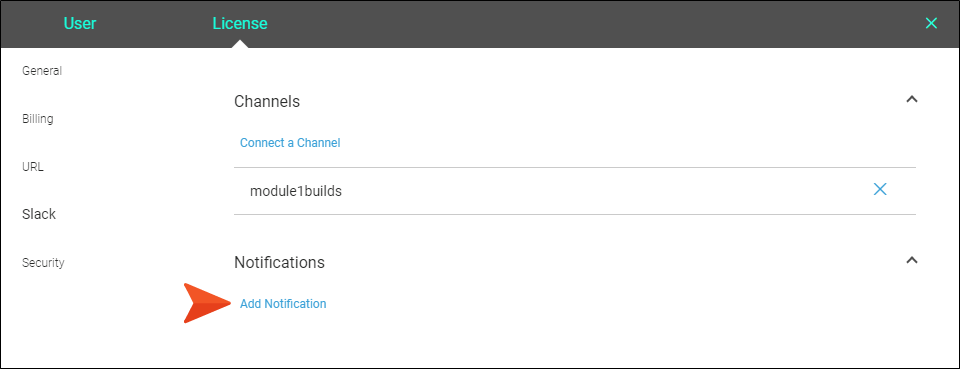 User
License
General
Billing
URL
Slack
Security
Channels
Connect a Channel
module1builds
Notifications
Add Notification